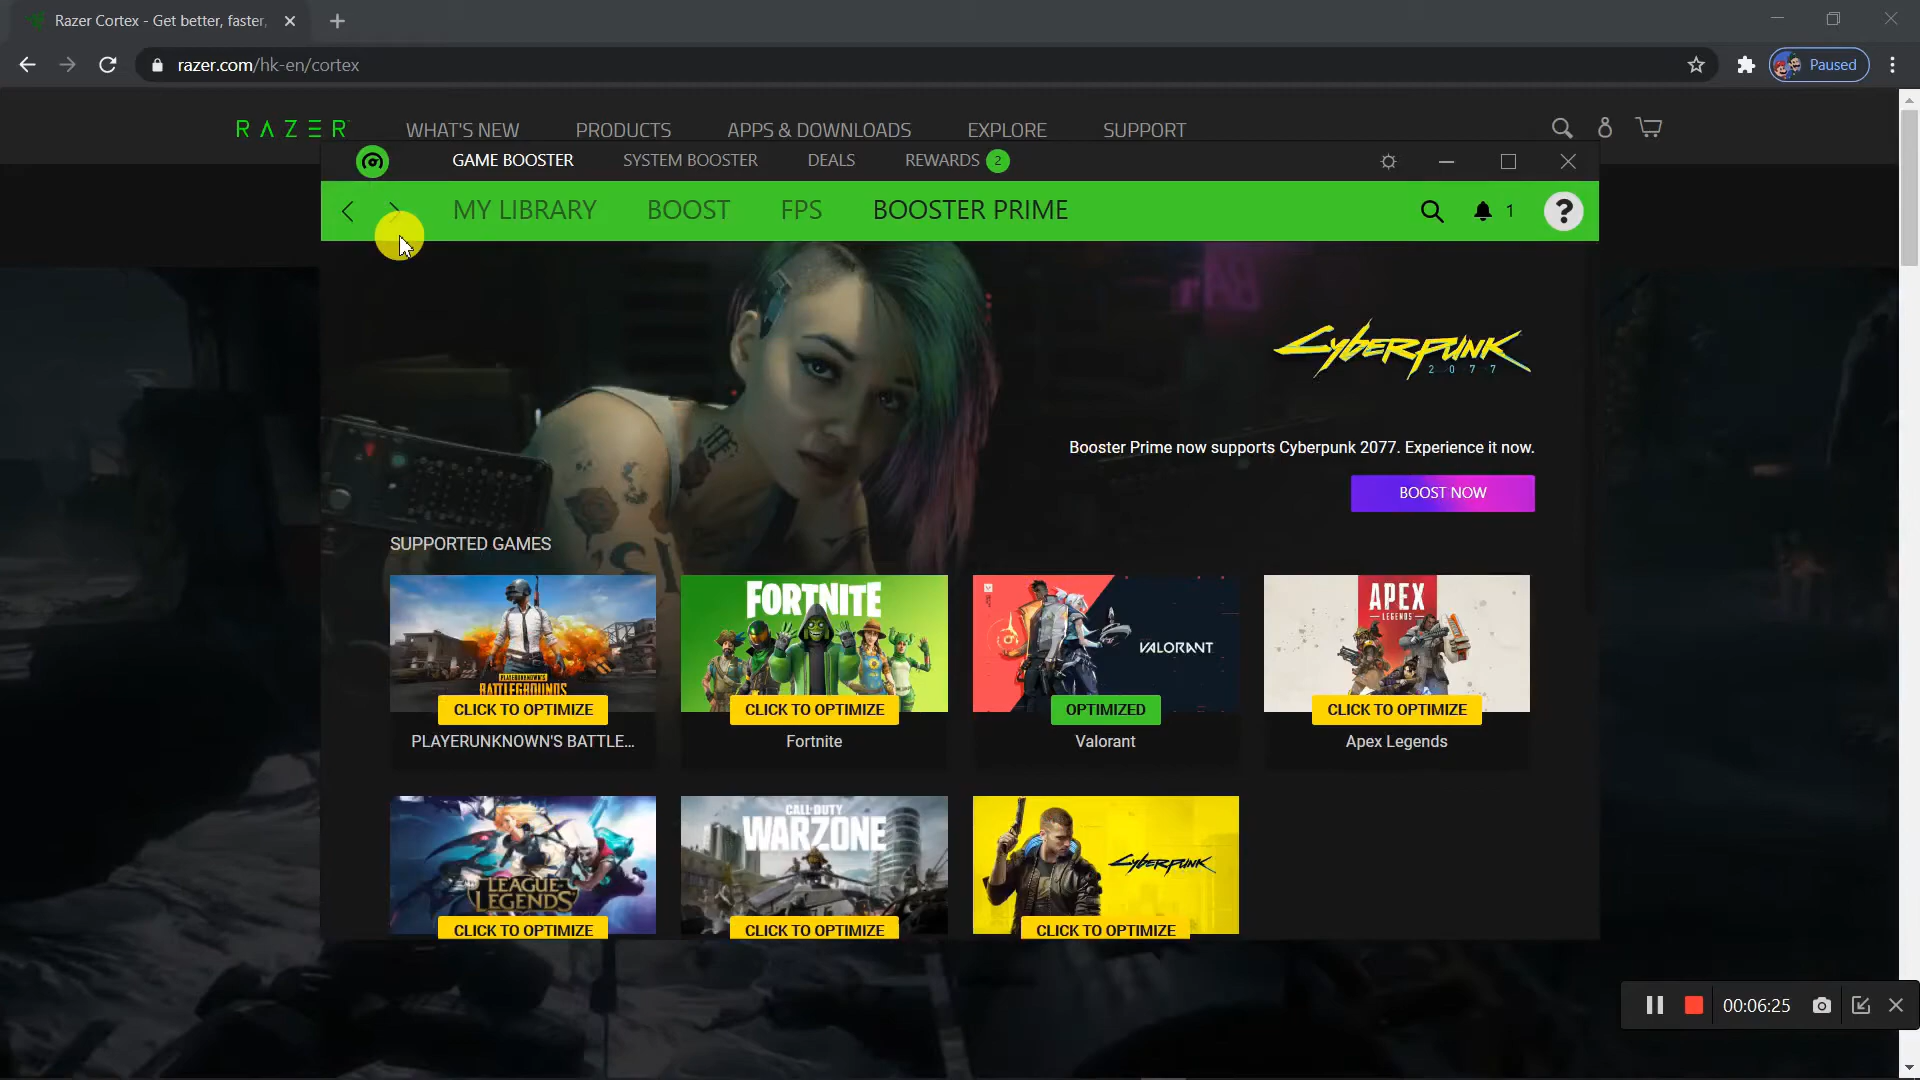 Razer Cortex - Get better, faster,
razer.com/hk-en/cortex
Paused
RAZER
WHAT'S NEW
PRODUCTS
APPS & DOWNLOADS
EXPLORE
SUPPORT
GAME BOOSTER
SYSTEM BOOSTER
DEALS
REWARDS 2
MY LIBRARY
BOOST
FPS
BOOSTER PRIME
1
?
CYBERPUNK
2077
Booster Prime now supports Cyberpunk 2077. Experience it now.
BOOST NOW
SUPPORTED GAMES
PLAYERUNKNOWN'S
BATTLEGROUNDS
CLICK TO OPTIMIZE
PLAYERUNKNOWN'S BATTLE...
FORTNITE
CLICK TO OPTIMIZE
Fortnite
VALORANT
OPTIMIZED
Valorant
APEX
LEGENDS
CLICK TO OPTIMIZE
Apex Legends
LEAGUE OF
LEGENDS
CLICK TO OPTIMIZE
CALL OF DUTY
WARZONE
CLICK TO OPTIMIZE
CYBERPUNK
CLICK TO OPTIMIZE
00:06:25